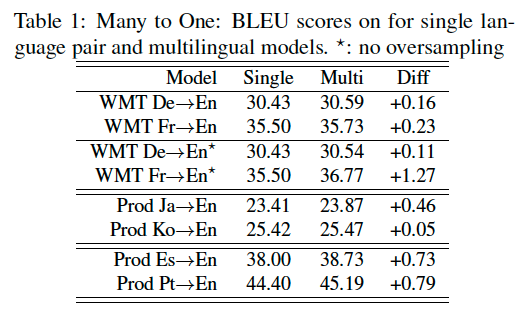 Table 1: Many to One: BLEU scores on for single lan-
guage pair and multilingual models. *: no oversampling
Model Single Multi Diff
WMT De→En 30.43 30.59 +0.16
WMT Fr→En 35.50 35.73 +0.23
WMT De→En* 30.43 30.54 +0.11
WMT Fr→En* 35.50 36.77 +1.27
Prod Ja→En 23.41 23.87 +0.46
Prod Ko→En 25.42 25.47 +0.05
Prod Es→En 38.00 38.73 +0.73
Prod Pt→En 44.40 45.19 +0.79